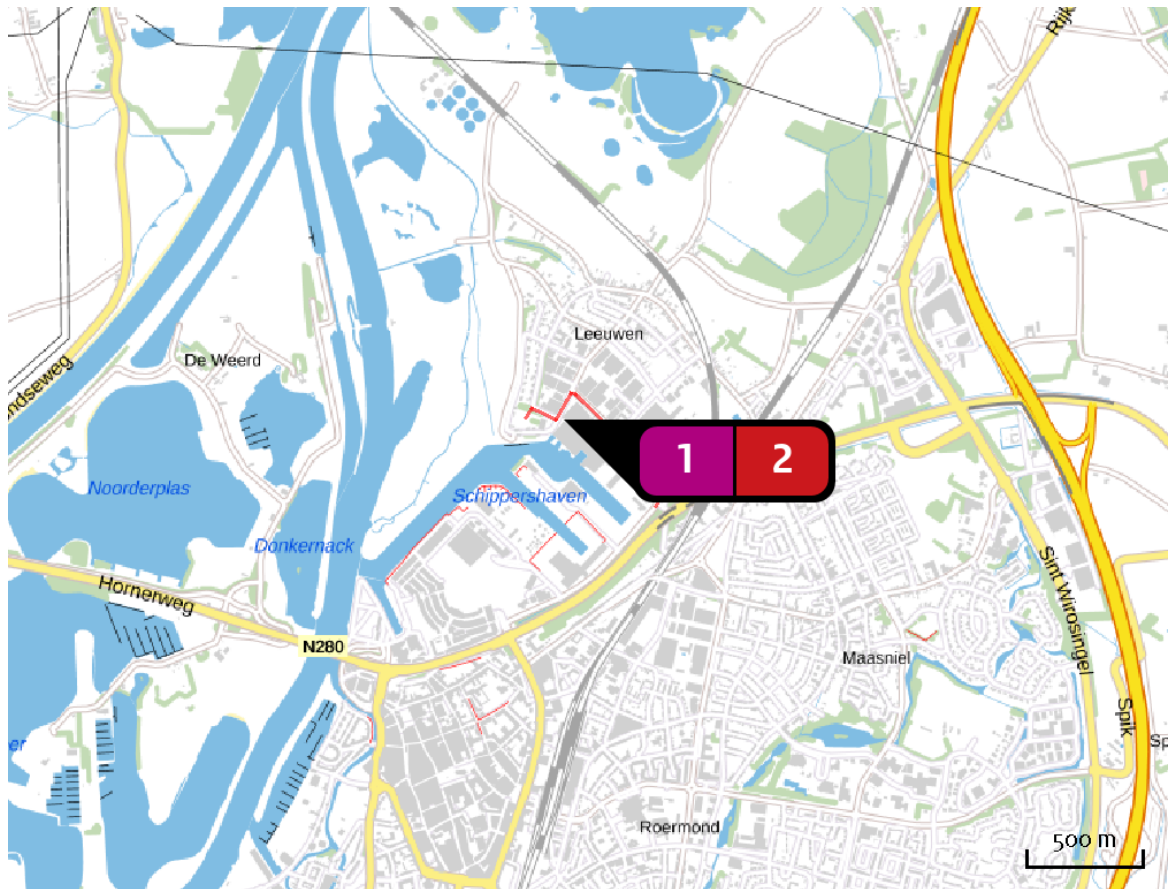 Rijk
Leeuwen
De Weerd
ndseweg
1 2
Noorderplas
Schippershaven
Donkernack
Hornerweg
Sint Wirosingel
N280
Maasniel
Spik
er
Sp
Roermond
500 m